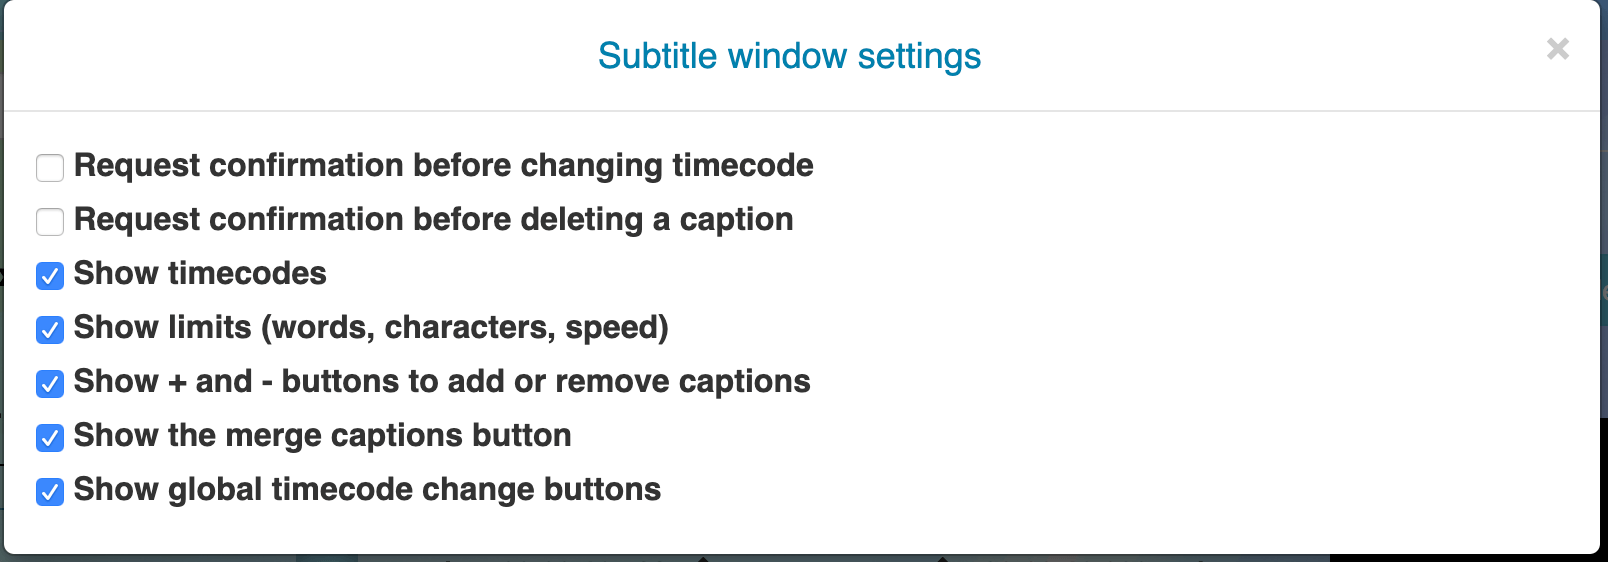 Subtitle window settings
×
Request confirmation before changing timecode
Request confirmation before deleting a caption
Show timecodes
Show limits (words, characters, speed)
Show + and - buttons to add or remove captions
Show the merge captions button
Show global timecode change buttons